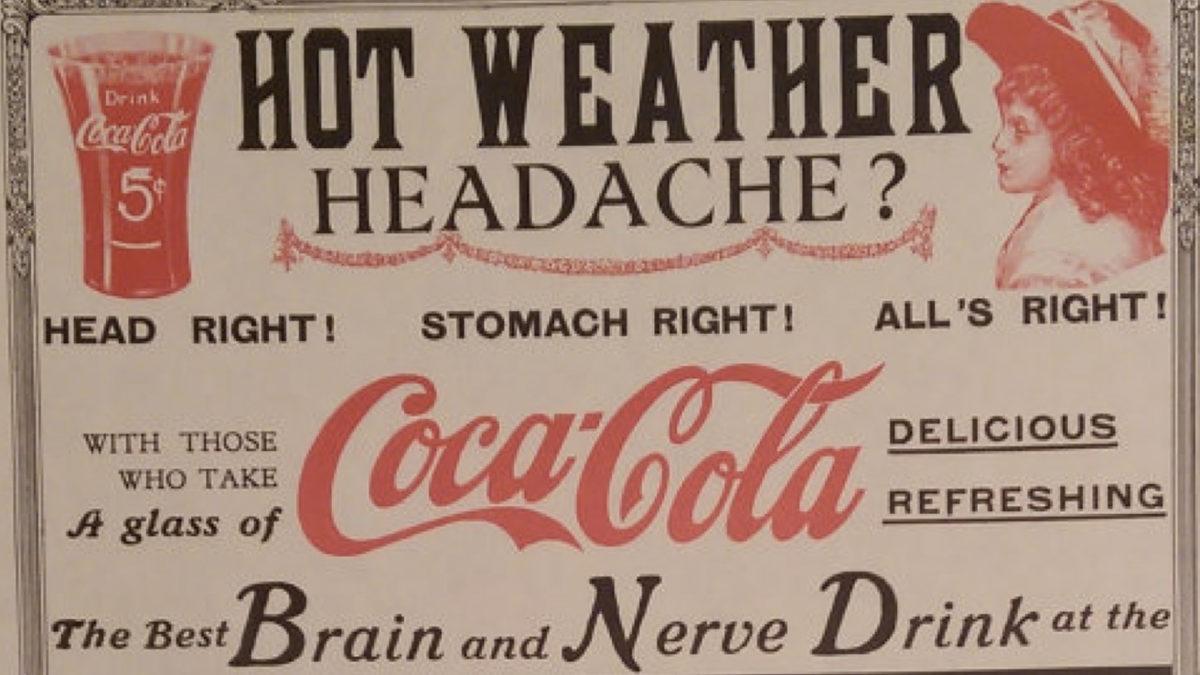 Drink
Coca-Cola
5¢
HOT WEATHER
HEADACHE?
HEAD RIGHT! STOMACH RIGHT! ALL'S RIGHT!
WITH THOSE
WHO TAKE
A glass of
Coca-Cola
DELICIOUS
REFRESHING
The Best Brain and Nerve Drink at the